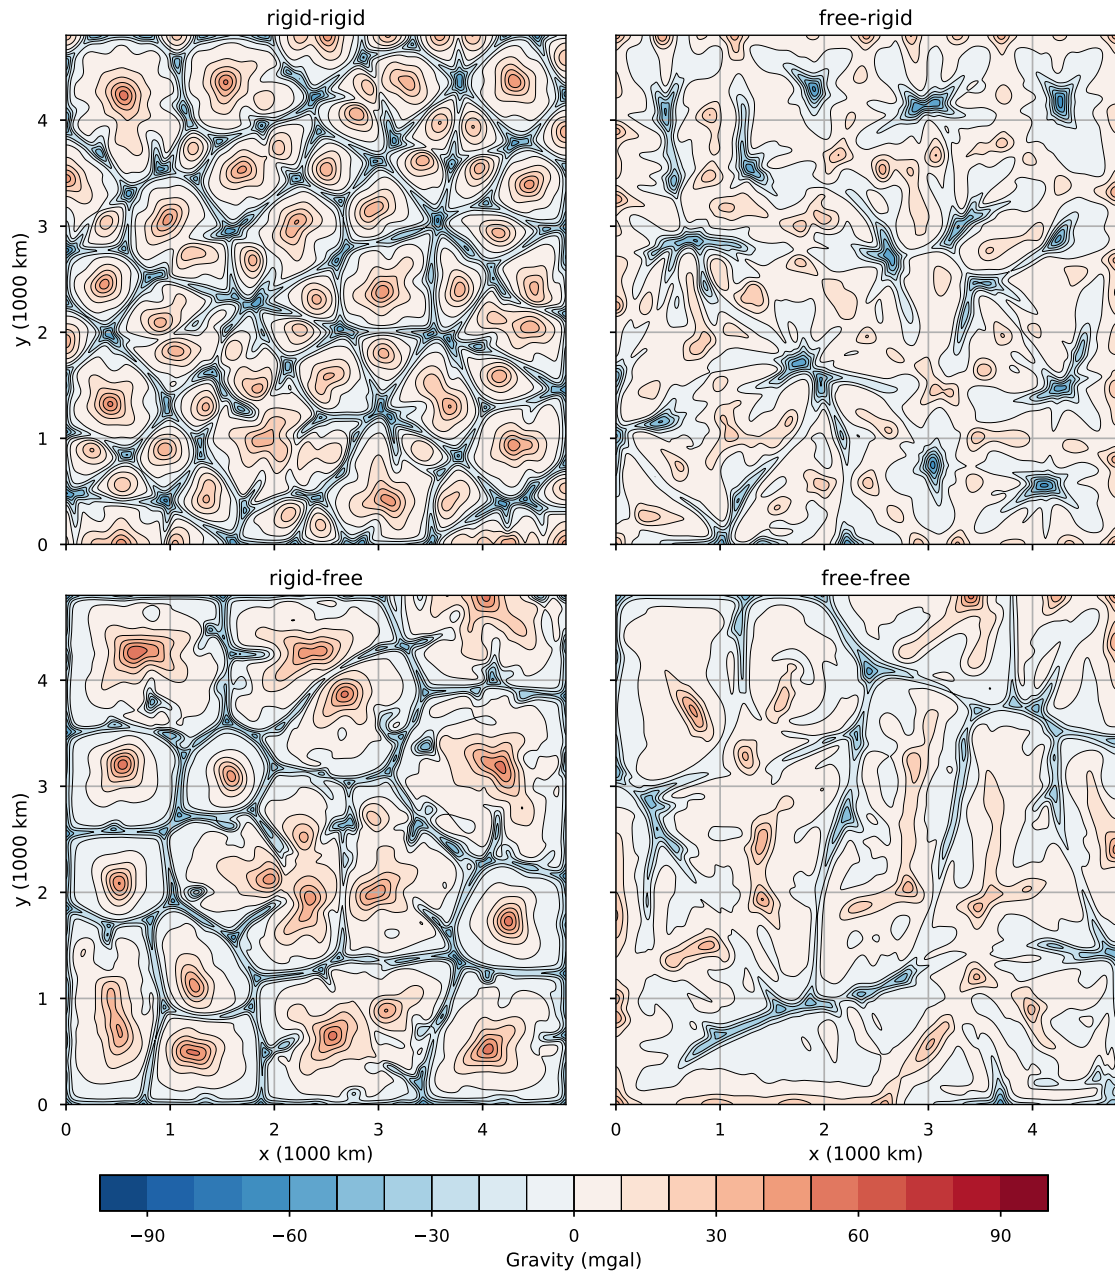 rigid-rigid
free-rigid
y (1000 km)
4
3
2
1
0
rigid-free
free-free
y (1000 km)
4
3
2
1
0
0 1 2 3 4
0 1 2 3 4
x (1000 km)
x (1000 km)
−90 −60 −30 0 30 60 90
Gravity (mgal)